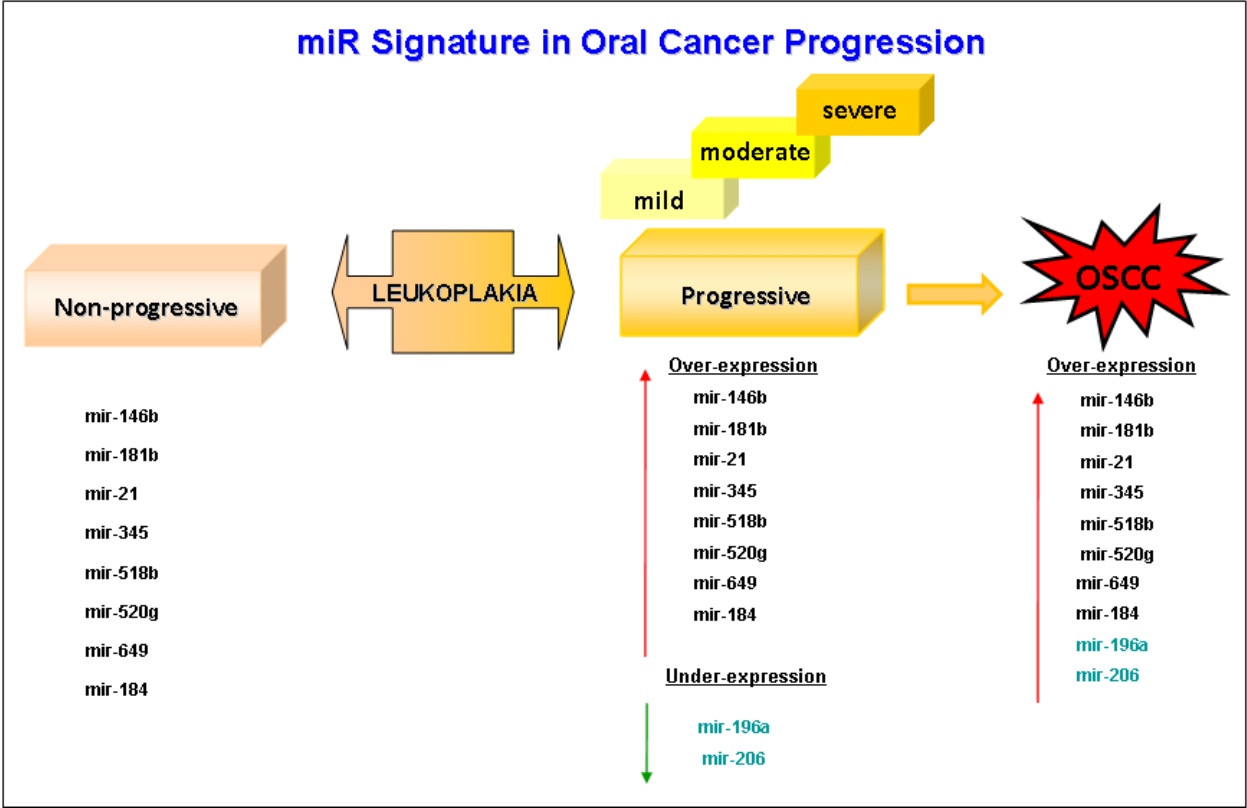 miR Signature in Oral Cancer Progression
severe
moderate
mild
Non-progressive
LEUKOPLAKIA
Progressive
OSCC
mir-146b
mir-181b
mir-21
mir-345
mir-518b
mir-520g
mir-649
mir-184
Over-expression
mir-146b
mir-181b
mir-21
mir-345
mir-518b
mir-520g
mir-649
mir-184
Under-expression
mir-196a
mir-206
Over-expression
mir-146b
mir-181b
mir-21
mir-345
mir-518b
mir-520g
mir-649
mir-184
mir-196a
mir-206